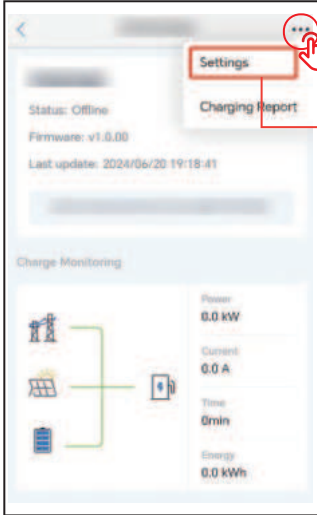 Settings
Status: Offline
Charging Report
Firmware: v1.0.00
Last update: 2024/06/20 19:18:41
Charge Monitoring
Power
0.0 kW
Current
0.0 A
Time
0min
Energy
0.0 kWh